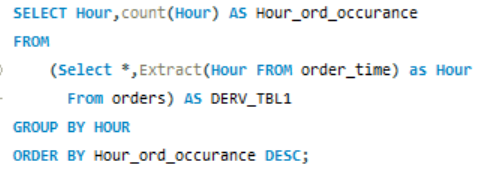 SELECT Hour,count(Hour) AS Hour_ord_occurance
FROM
(Select *,Extract(Hour FROM order_time) as Hour
From orders) AS DERV_TBL1
GROUP BY HOUR
ORDER BY Hour_ord_occurance DESC;